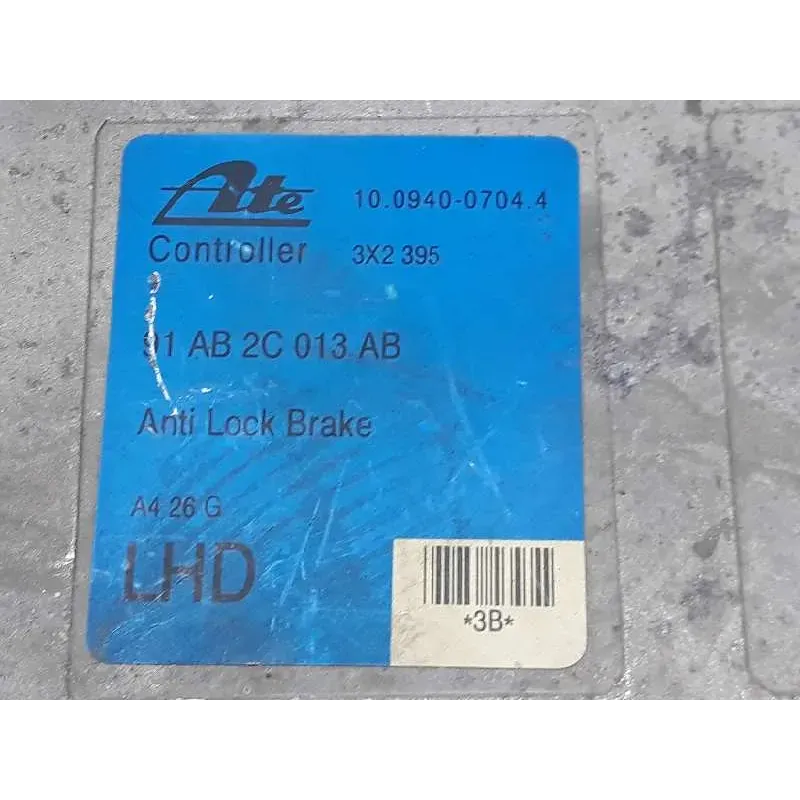 Ate 10.0940-0704.4
Controller 3X2 395
91 AB 2C 013 AB
Anti Lock Brake
A4 26 G
LHD
*3B*